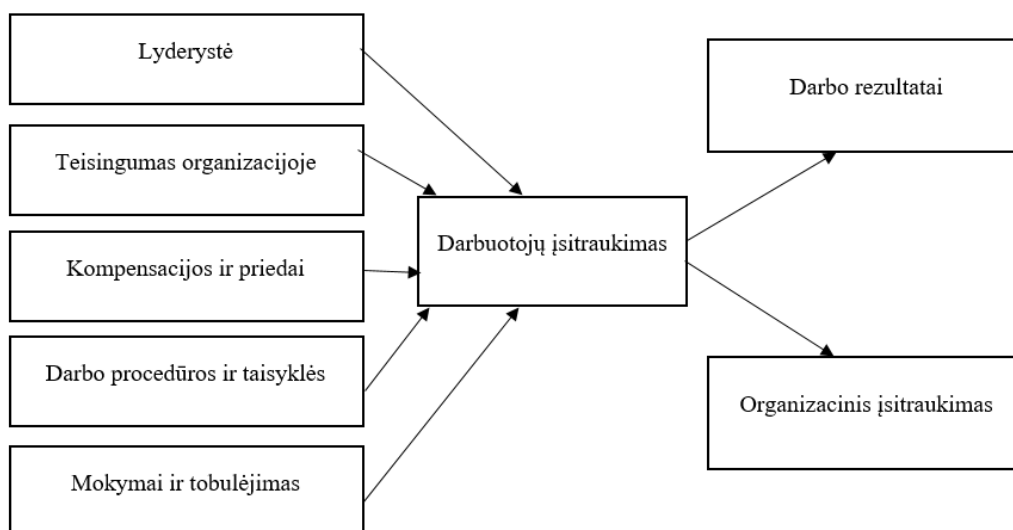 Lyderystė
Teisingumas organizacijoje
Kompensacijos ir priedai
Darbo procedūros ir taisyklės
Mokymai ir tobulėjimas
Darbuotojų įsitraukimas
Darbo rezultatai
Organizacinis įsitraukimas